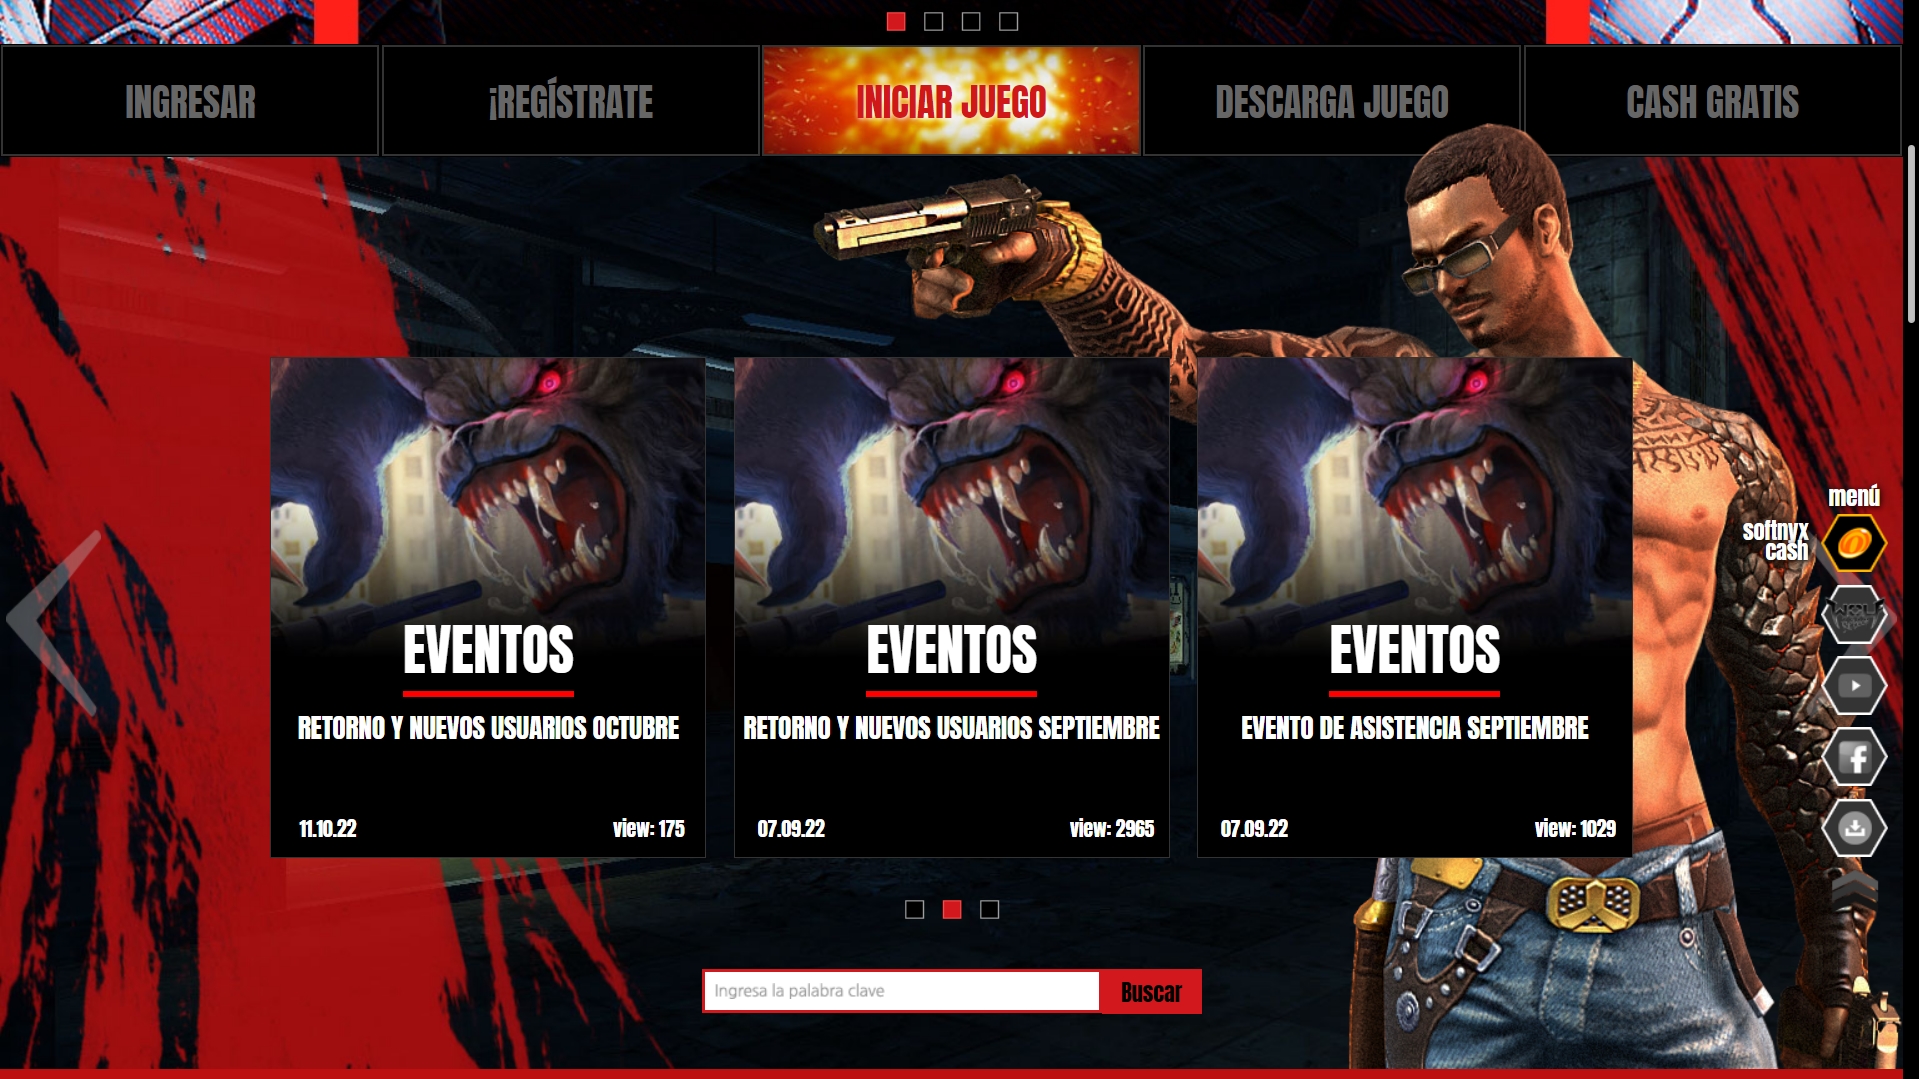 INGRESAR
¡REGÍSTRATE
INICIAR JUEGO
DESCARGA JUEGO
CASH GRATIS
menú
softnyx
cash
WOLF
EVENTOS
RETORNO Y NUEVOS USUARIOS OCTUBRE
11.10.22
view: 175
EVENTOS
RETORNO Y NUEVOS USUARIOS SEPTIEMBRE
07.09.22
view: 2965
EVENTOS
EVENTO DE ASISTENCIA SEPTIEMBRE
07.09.22
view: 1029
Ingresa la palabra clave
Buscar